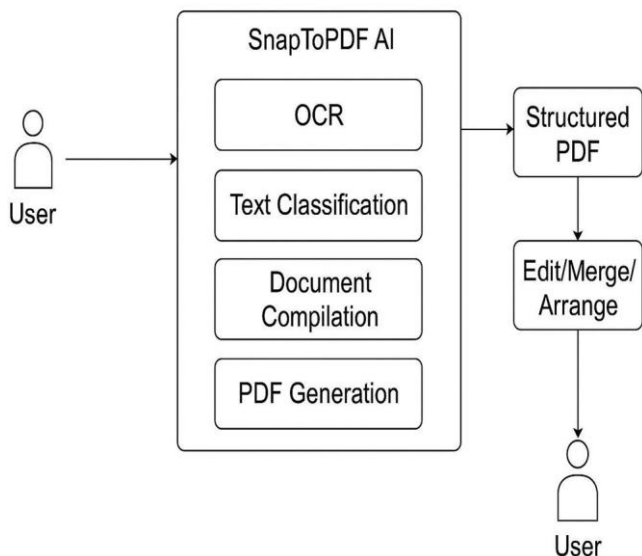 SnapToPDF AI
OCR
Text Classification
Document
Compilation
PDF Generation
User
Structured
PDF
Edit/Merge/
Arrange
User